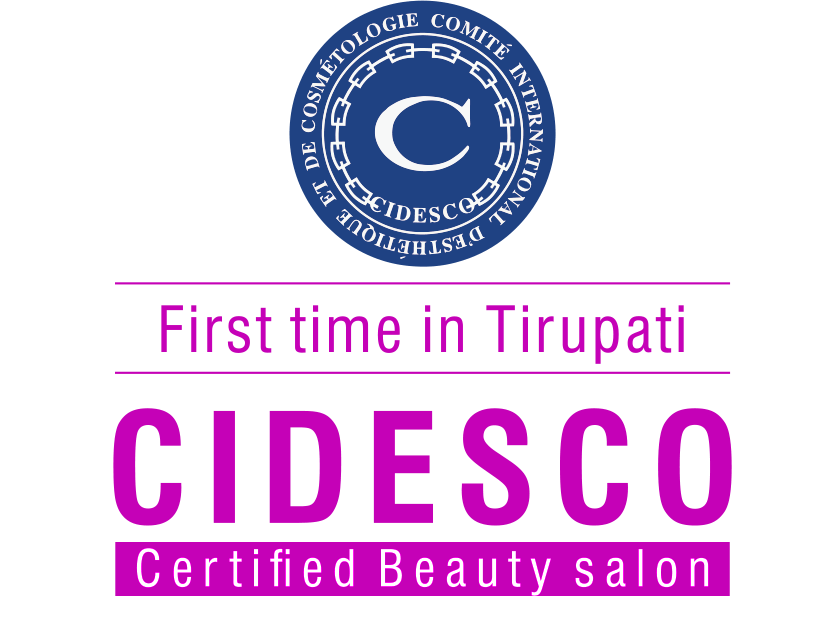 COMITÉ INTERNATIONAL D'ESTHÉTIQUE ET DE COSMÉTOLOGIE
C
CIDESCO
First time in Tirupati
CIDESCO
Certified Beauty salon